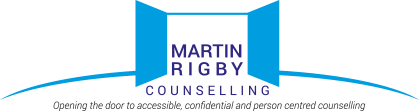 MARTIN
RIGBY
COUNSELLING
Opening the door to accessible, confidential and person centred counselling